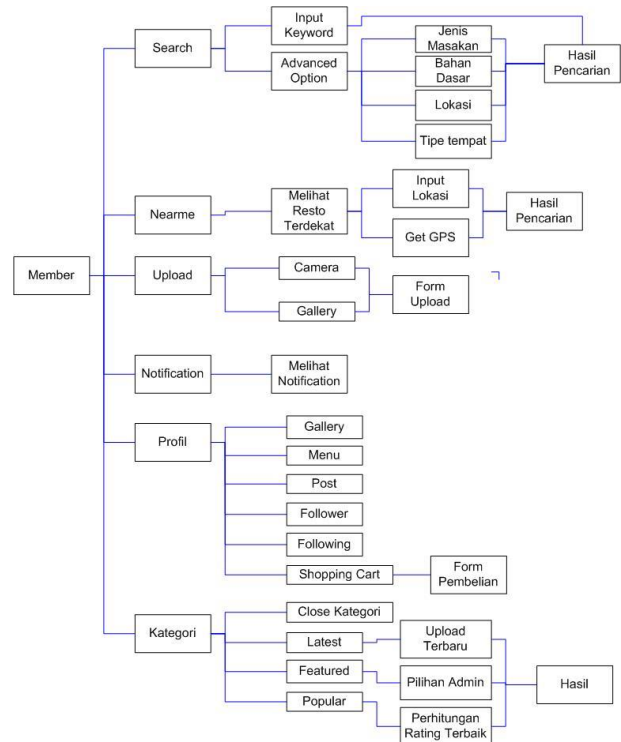 Search
Input
Keyword
Advanced
Option
Jenis
Masakan
Bahan
Dasar
Lokasi
Tipe tempat
Hasil
Pencarian
Nearme
Melihat
Resto
Terdekat
Input
Lokasi
Get GPS
Hasil
Pencarian
Member
Upload
Camera
Gallery
Form
Upload
Notification
Melihat
Notification
Profil
Gallery
Menu
Post
Follower
Following
Shopping Cart
Form
Pembelian
Kategori
Close Kategori
Latest
Featured
Popular
Upload
Terbaru
Pilihan Admin
Perhitungan
Rating Terbaik
Hasil